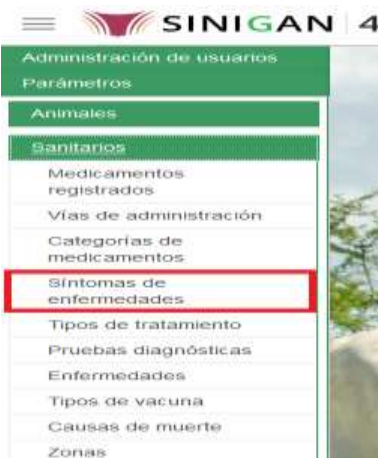 SINIGAN | 4
Administración de usuarios
Parámetros
Animales
Sanitarios
Medicamentos
registrados
Vías de administración
Categorías de
medicamentos
Síntomas de
enfermedades
Tipos de tratamiento
Pruebas diagnósticas
Enfermedades
Tipos de vacuna
Causas de muerte
Zonas